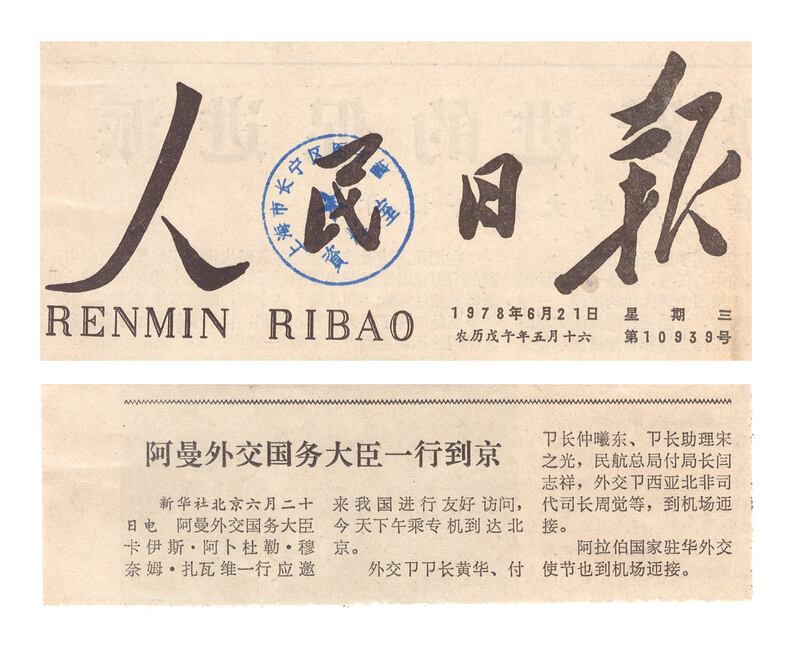 人民日报
上海市长宁区图
資 室
RENMIN RIBAO
1978年6月21日 星期三
农历戊午年五月十六 第10939号
阿曼外交国务大臣一行到京
新华社北京六月二十
日电 阿曼外交国务大臣
卡伊斯·阿卜杜勒·穆
奈姆·扎瓦维一行应邀
来我国进行友好访问，
今天下午乘专机到达北
京。
外交卩卩长黄华、付
卩长仲曦东、卩长助理宋
之光，民航总局付局长闫
志祥，外交卩西亚北非司
代司长周觉等，到机场迎
接。
阿拉伯国家驻华外交
使节也到机场迎接。